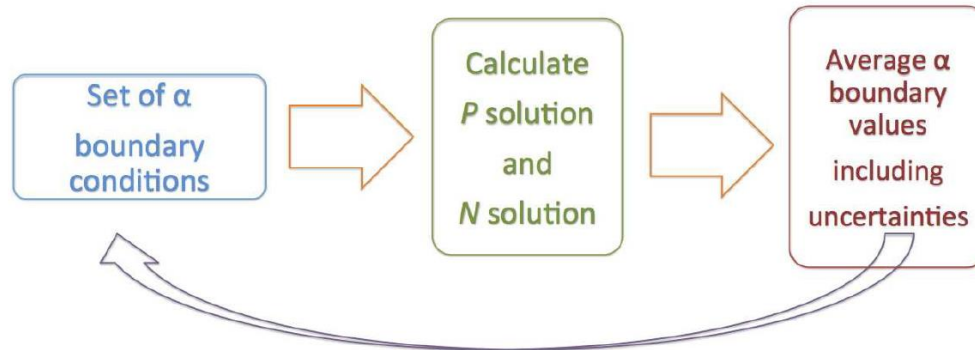 Set of α
boundary
conditions
Calculate
P solution
and
N solution
Average α
boundary
values
including
uncertainties